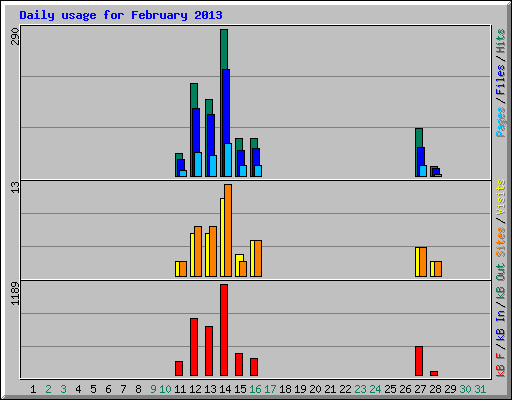 Daily usage for February 2013
290
13
1189
Pages / Files / Hits
Sites / Visits
kB F / kB In / kB Out
1 2 3 4 5 6 7 8 9 10 11 12 13 14 15 16 17 18 19 20 21 22 23 24 25 26 27 28 29 30 31